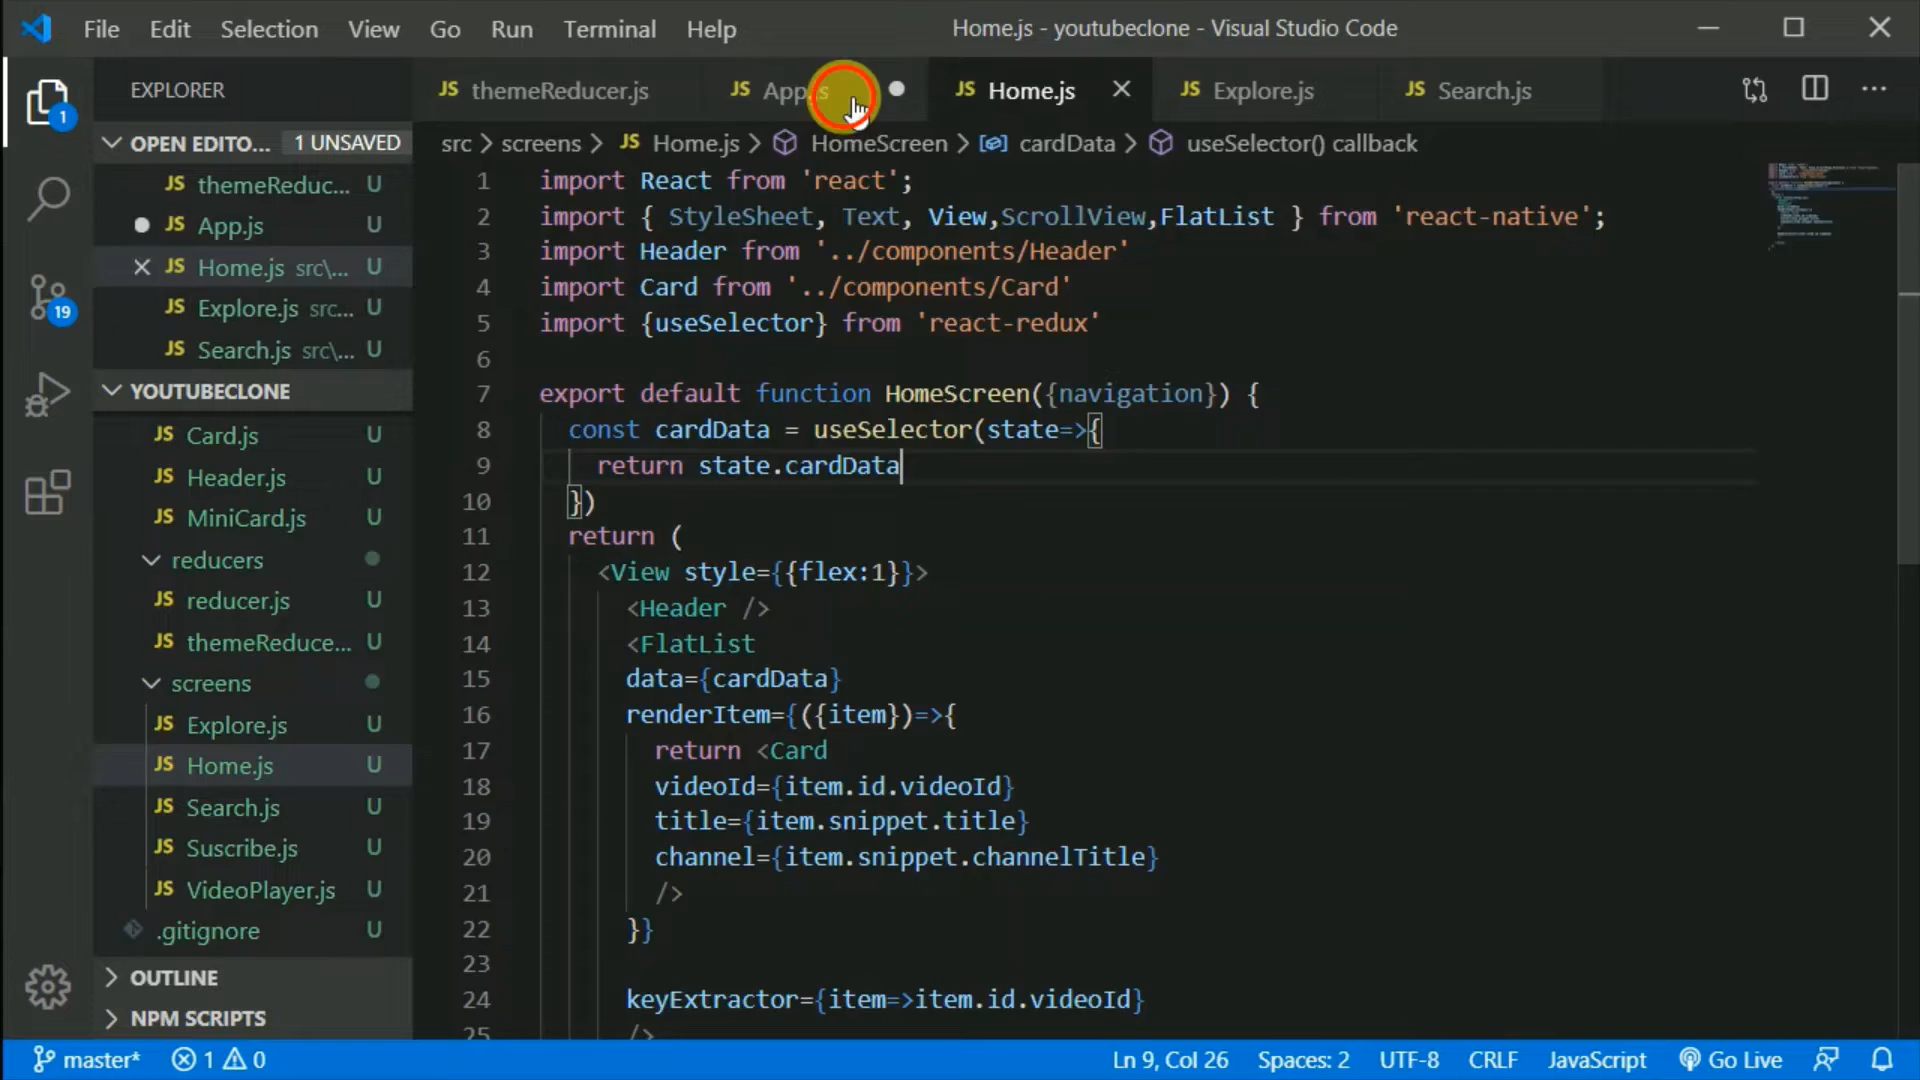 File Edit Selection View Go Run Terminal Help
Home.js - youtubeclone - Visual Studio Code
1
19
EXPLORER
OPEN EDITO... 1 UNSAVED
JS themeReduc... U
JS App.js U
JS Home.js src\... U
JS Explore.js src... U
JS Search.js src\... U
YOUTUBECLONE
JS Card.js U
JS Header.js U
JS MiniCard.js U
reducers
JS reducer.js U
JS themeReduce... U
screens
JS Explore.js U
JS Home.js U
JS Search.js U
JS Suscribe.js U
JS VideoPlayer.js U
.gitignore U
OUTLINE
NPM SCRIPTS
JS themeReducer.js JS App.js JS Home.js JS Explore.js JS Search.js
src > screens > JS Home.js > HomeScreen > cardData > useSelector() callback
1 import React from 'react';
2 import { StyleSheet, Text, View,ScrollView,FlatList } from 'react-native';
3 import Header from '../components/Header'
4 import Card from '../components/Card'
5 import {useSelector} from 'react-redux'
6
7 export default function HomeScreen({navigation}) {
8 const cardData = useSelector(state=>{
9 return state.cardData
10 })
11 return (
12 <View style={{flex:1}}>
13 <Header />
14 <FlatList
15 data={cardData}
16 renderItem={({item})=>{
17 return <Card
18 videoId={item.id.videoId}
19 title={item.snippet.title}
20 channel={item.snippet.channelTitle}
21 />
22 }}
23
24 keyExtractor={item=>item.id.videoId}
25 />
master* 1 0
Ln 9, Col 26 Spaces: 2 UTF-8 CRLF JavaScript Go Live